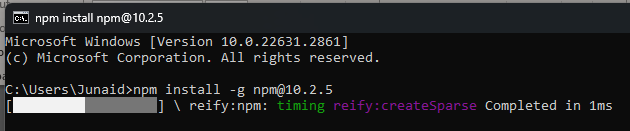 npm install npm@10.2.5
Microsoft Windows [Version 10.0.22631.2861]
(c) Microsoft Corporation. All rights reserved.
C:\Users\Junaid>npm install -g npm@10.2.5
[                  ] \ reify:npm: timing reify:createSparse Completed in 1ms